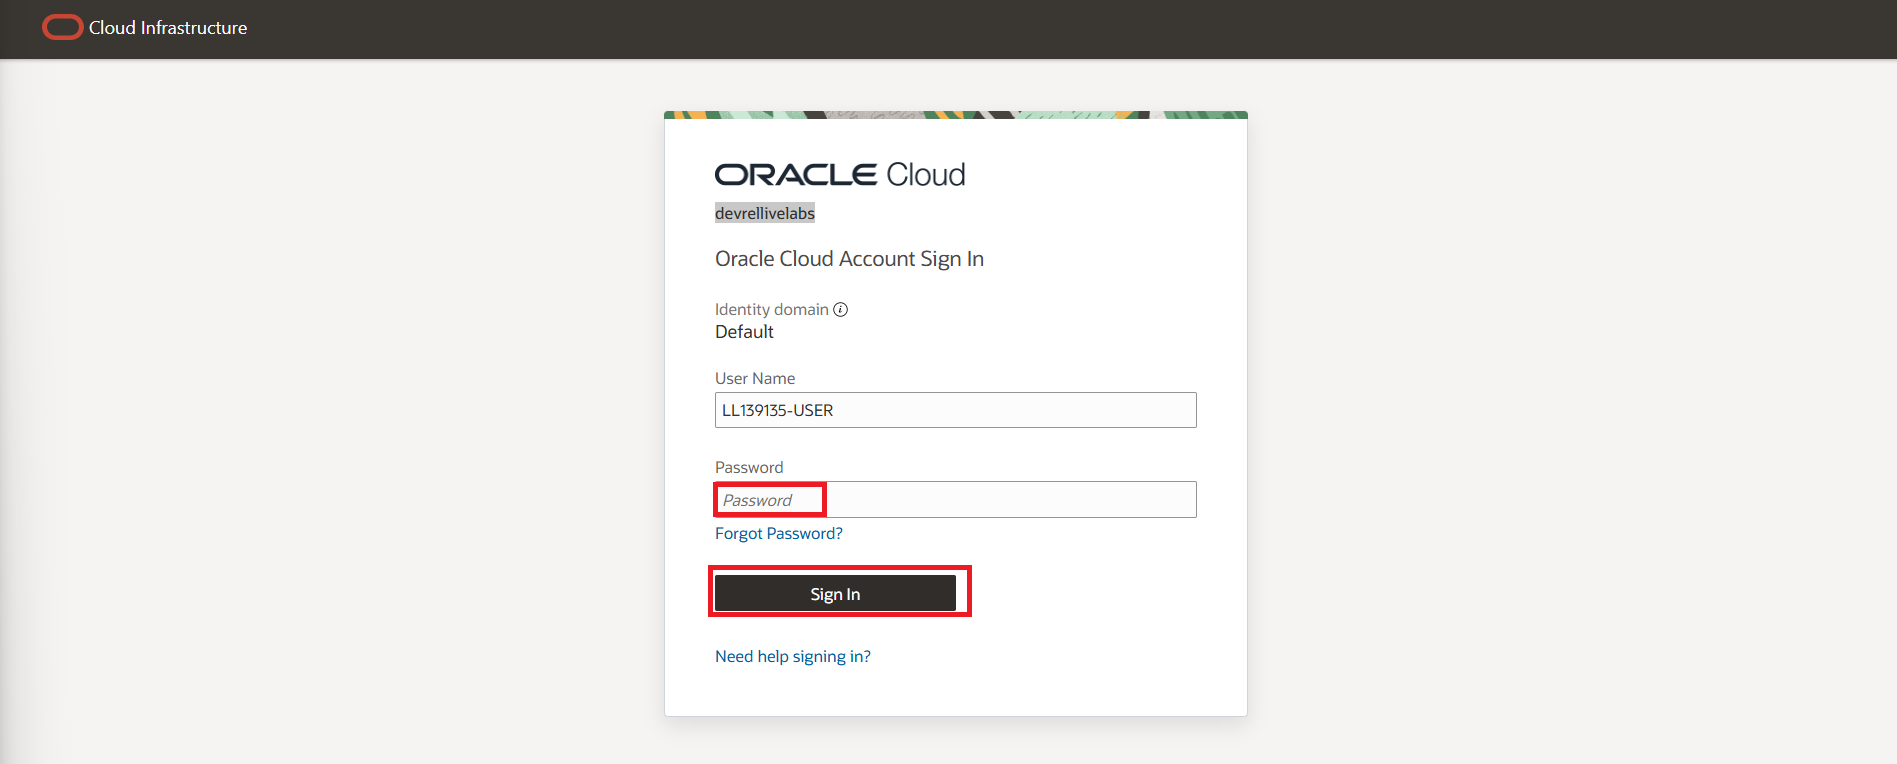 Cloud Infrastructure
ORACLE Cloud
devrellivelabs
Oracle Cloud Account Sign In
Identity domain
Default
User Name
LL139135-USER
Password
Password
Forgot Password?
Sign In
Need help signing in?